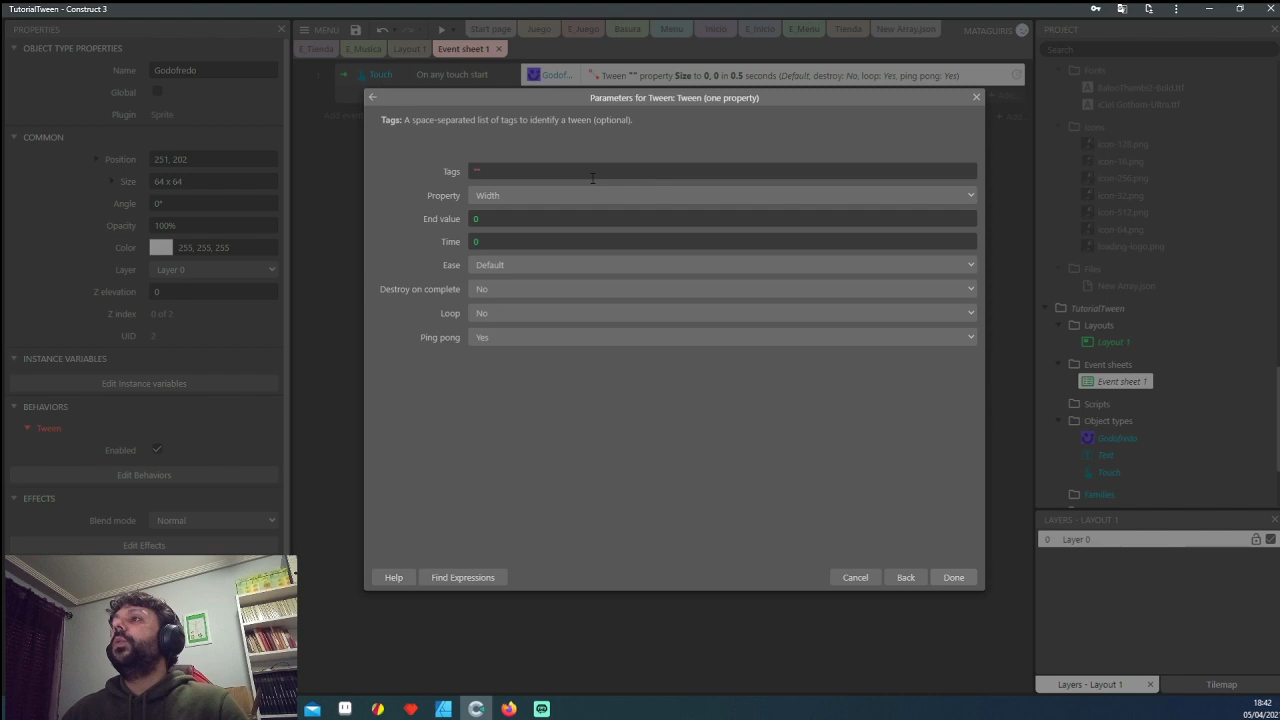 TutorialTween - Construct 3
PROPERTIES
OBJECT TYPE PROPERTIES
Name Godofredo
Global
Plugin Sprite
COMMON
Position 251, 202
Size 64 x 64
Angle 0°
Opacity 100%
Color 255, 255, 255
Layer Layer 0
Z elevation 0
Z index 0 of 2
UID 2
INSTANCE VARIABLES
Edit Instance variables
BEHAVIORS
Tween
Enabled
Edit Behaviors
EFFECTS
Blend mode Normal
Edit Effects
MENU
Start page Juego E_Juego Basura Menu Inicio E_Inicio E_Menu Tienda New Array.json
MATAGUIRIS
E_Tienda E_Musica Layout 1 Event sheet 1
1 Touch On any touch start Godof... Tween "" property Size to 0, 0 in 0.5 seconds (Default, destroy: No, loop: Yes, ping pong: Yes)
Parameters for Tween: Tween (one property)
Tags: A space-separated list of tags to identify a tween (optional).
Tags ""
Property Width
End value 0
Time 0
Ease Default
Destroy on complete No
Loop No
Ping pong Yes
Help Find Expressions Cancel Back Done
PROJECT
Search
Fonts
BalooThambi2-Bold.ttf
iCiel Gotham-Ultra.ttf
Icons
icon-128.png
icon-16.png
icon-256.png
icon-32.png
icon-512.png
icon-64.png
loading-logo.png
Files
New Array.json
TutorialTween
Layouts
Layout 1
Event sheets
Event sheet 1
Scripts
Object types
Godofredo
Text
Touch
Families
LAYERS - LAYOUT 1
0 Layer 0
Layers - Layout 1 Tilemap
18:42